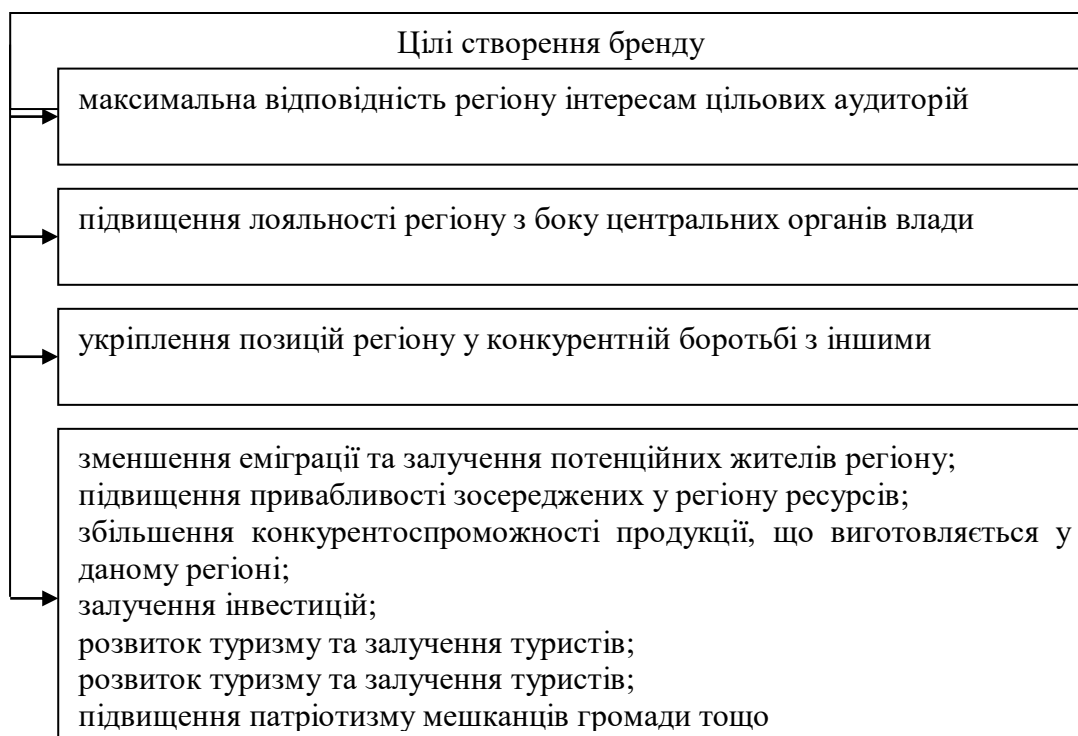 Цілі створення бренду
максимальна відповідність регіону інтересам цільових аудиторій
підвищення лояльності регіону з боку центральних органів влади
укріплення позицій регіону у конкурентній боротьбі з іншими
зменшення еміграції та залучення потенційних жителів регіону;
підвищення привабливості зосереджених у регіону ресурсів;
збільшення конкурентоспроможності продукції, що виготовляється у
даному регіоні;
залучення інвестицій;
розвиток туризму та залучення туристів;
розвиток туризму та залучення туристів;
підвищення патріотизму мешканців громади тощо